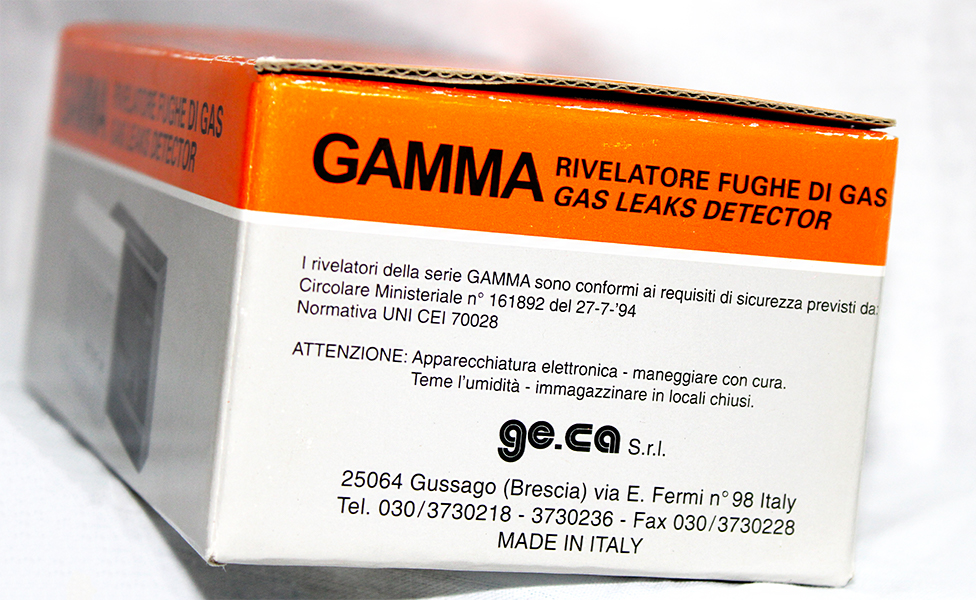 GAMMA RIVELATORE FUGHE DI GAS
GAS LEAKS DETECTOR
GAMMA RIVELATORE FUGHE DI GAS
GAS LEAKS DETECTOR
I rivelatori della serie GAMMA sono conformi ai requisiti di sicurezza previsti da:
Circolare Ministeriale n° 161892 del 27-7-'94
Normativa UNI CEI 70028
ATTENZIONE: Apparecchiatura elettronica - maneggiare con cura.
Teme l'umidità - immagazzinare in locali chiusi.
ge.ca S.r.l.
25064 Gussago (Brescia) via E. Fermi n° 98 Italy
Tel. 030/3730218 - 3730236 - Fax 030/3730228
MADE IN ITALY